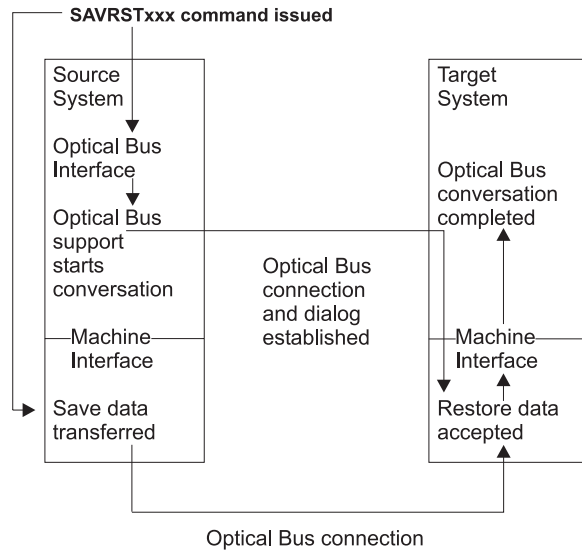 SAVRSTxxx command issued
Source
System
Optical Bus
Interface
Optical Bus
support
starts
conversation
Machine
Interface
Save data
transferred
Optical Bus
connection
and dialog
established
Target
System
Optical Bus
conversation
completed
Machine
Interface
Restore data
accepted
Optical Bus connection